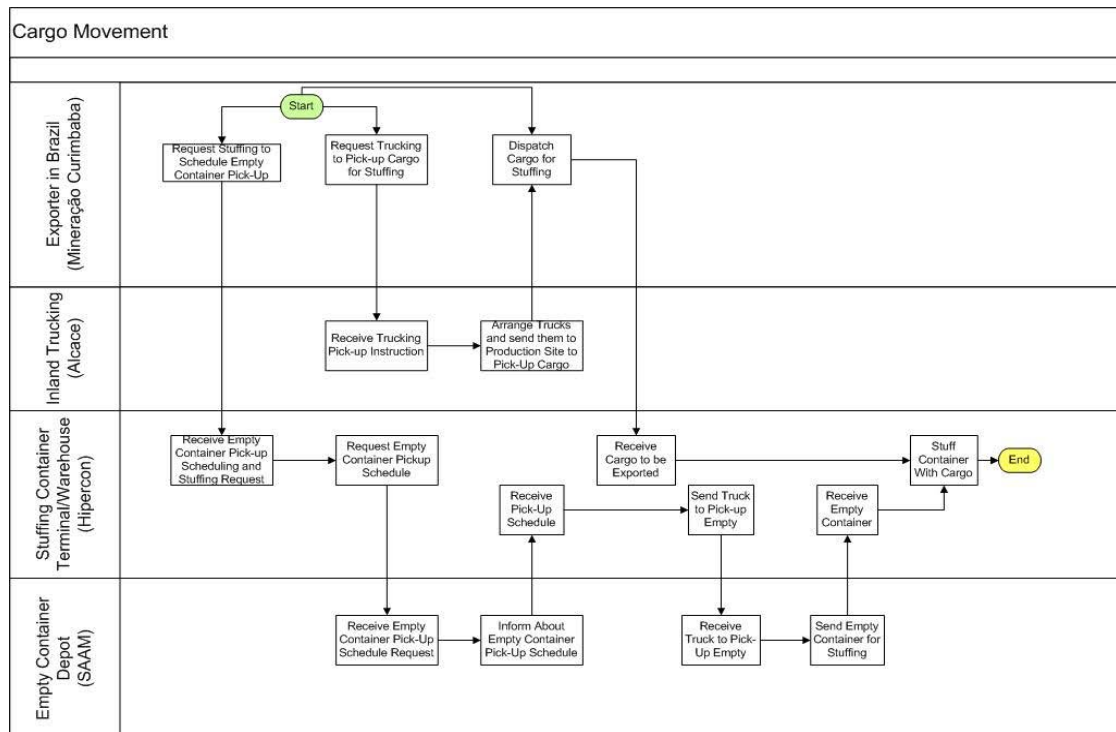 Cargo Movement
Exporter in Brazil
(Mineração Curimbaba)
Start
Request Stuffing to
Schedule Empty
Container Pick-Up
Request Trucking
to Pick-up Cargo
for Stuffing
Dispatch
Cargo for
Stuffing
Inland Trucking
(Alcace)
Receive Trucking
Pick-up Instruction
Arrange Trucks
and send them to
Production Site to
Pick-Up Cargo
Stuffing Container
Terminal/Warehouse
(Hipercon)
Receive Empty
Container Pick-up
Scheduling and
Stuffing Request
Request Empty
Container Pickup
Schedule
Receive
Pick-Up
Schedule
Receive
Cargo to be
Exported
Send Truck
to Pick-up
Empty
Receive
Empty
Container
Stuff
Container
With Cargo
End
Empty Container
Depot
(SAAM)
Receive Empty
Container Pick-Up
Schedule Request
Inform About
Empty Container
Pick-Up Schedule
Receive
Truck to Pick-
Up Empty
Send Empty
Container for
Stuffing